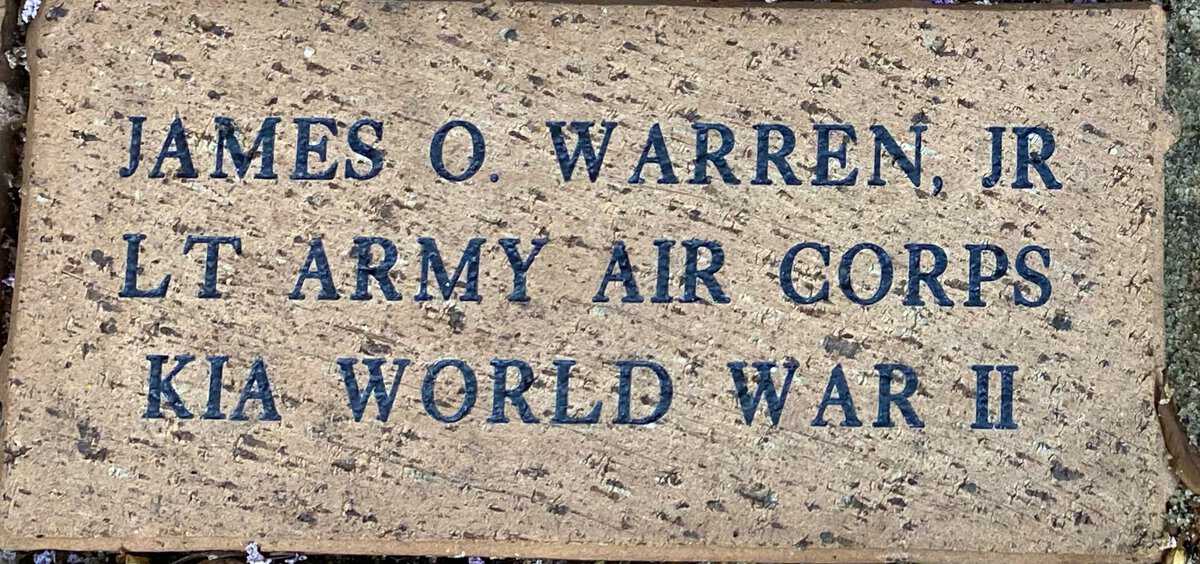 JAMES O. WARREN, JR
LT ARMY AIR CORPS
KIA WORLD WAR II